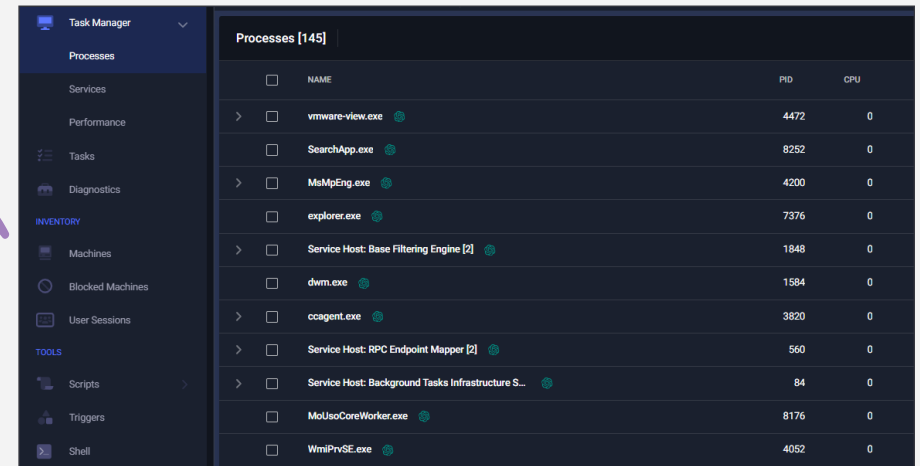 Task Manager
Processes
Services
Performance
Tasks
Diagnostics
INVENTORY
Machines
Blocked Machines
User Sessions
TOOLS
Scripts
Triggers
Shell
Processes [145]
NAME PID CPU
vmware-view.exe 4472 0
SearchApp.exe 8252 0
MsMpEng.exe 4200 0
explorer.exe 7376 0
Service Host: Base Filtering Engine [2] 1848 0
dwm.exe 1584 0
ccagent.exe 3820 0
Service Host: RPC Endpoint Mapper [2] 560 0
Service Host: Background Tasks Infrastructure S... 84 0
MoUsoCoreWorker.exe 8176 0
WmiPrvSE.exe 4052 0